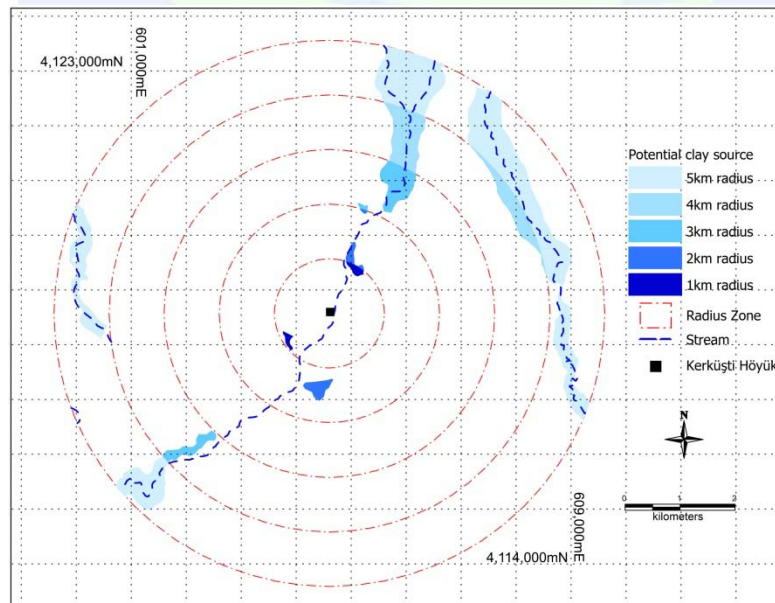 601,000mE
4,123,000mN
Potential clay source
5km radius
4km radius
3km radius
2km radius
1km radius
Radius Zone
Stream
Kerküşti Höyük
N
0 1 2
kilometers
609,000mE
4,114,000mN